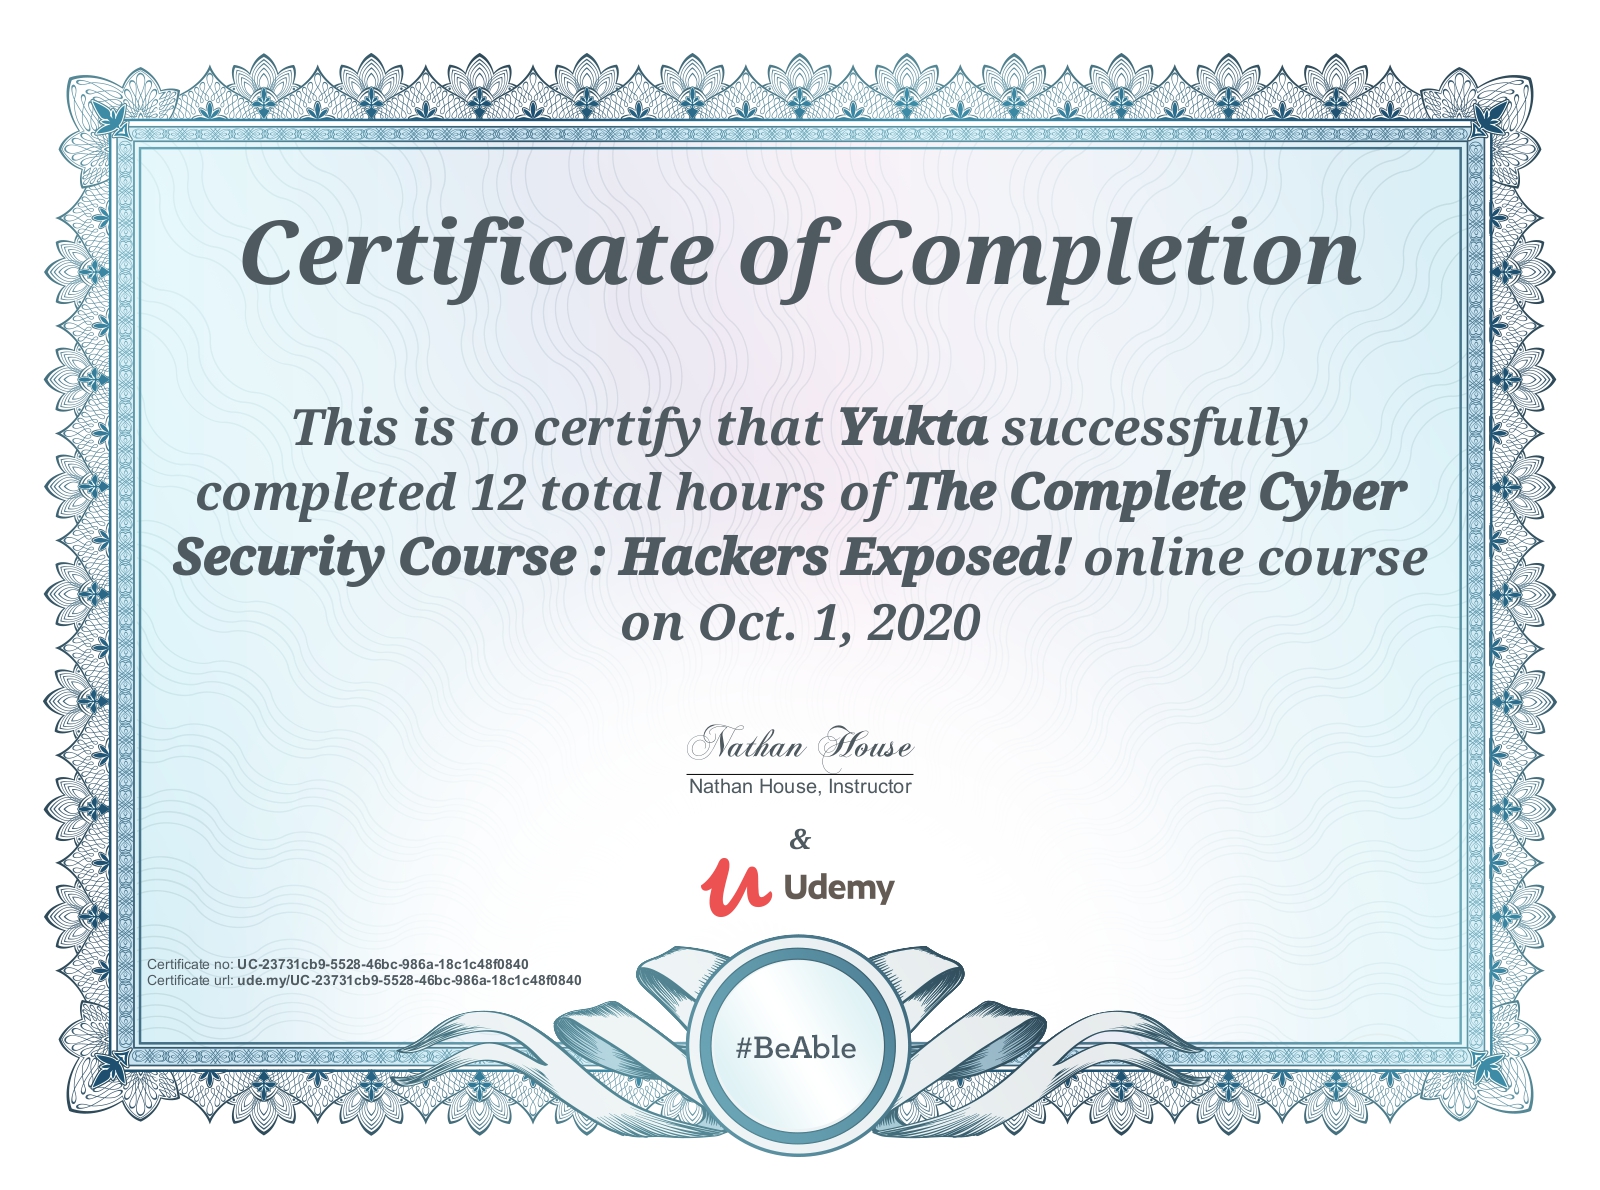 Certificate of Completion
This is to certify that Yukta successfully
completed 12 total hours of The Complete Cyber
Security Course : Hackers Exposed! online course
on Oct. 1, 2020
Nathan House
Nathan House, Instructor
&
Udemy
Certificate no: UC-23731cb9-5528-46bc-986a-18c1c48f0840
Certificate url: ude.my/UC-23731cb9-5528-46bc-986a-18c1c48f0840
#BeAble